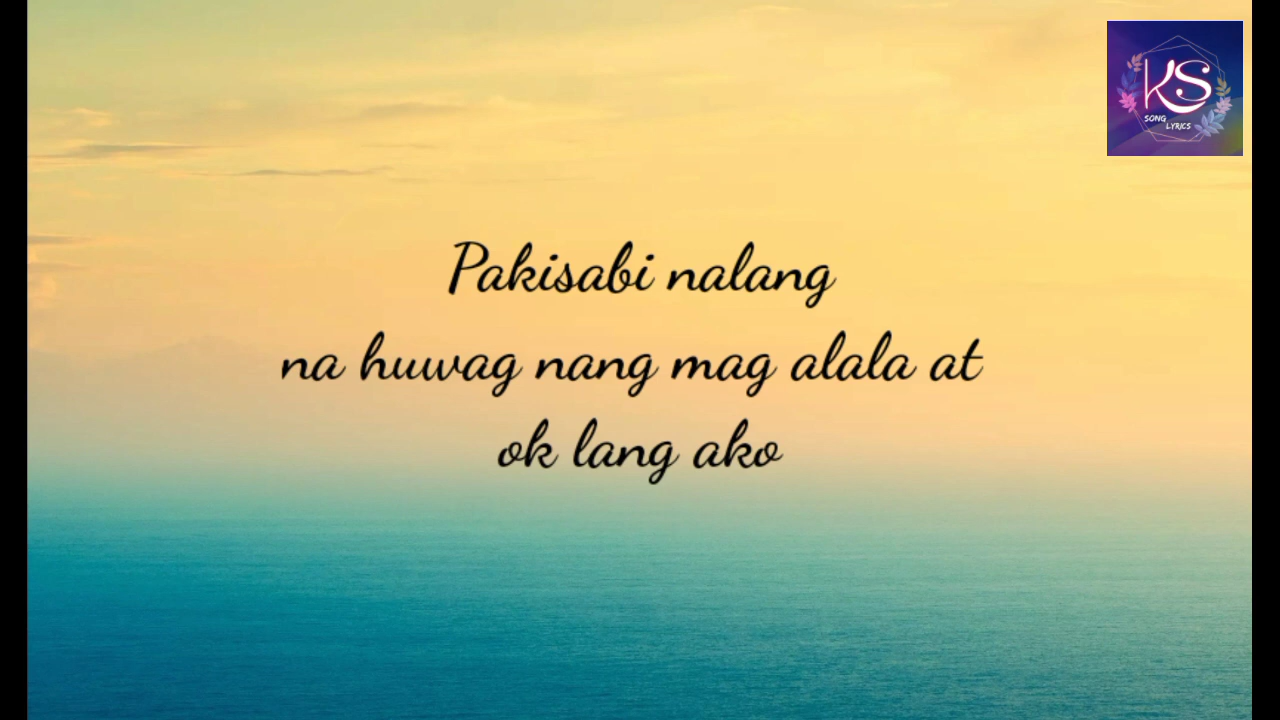 KS
SONG
LYRICS
Pakisabi nalang
na huwag nang mag alala at
ok lang ako